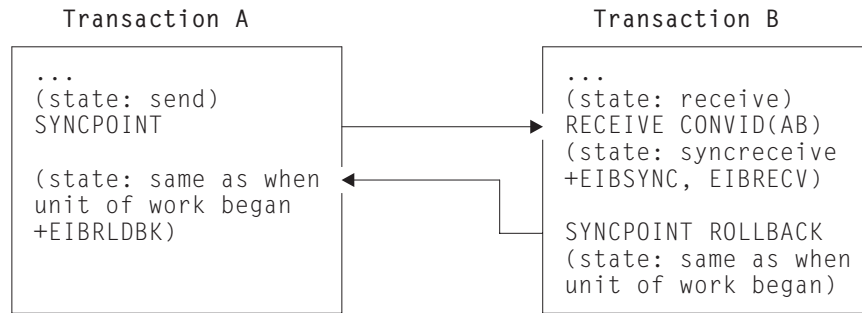 Transaction A
Transaction B
...
(state: send)
SYNCPOINT
(state: same as when
unit of work began
+EIBRLDBK)
...
(state: receive)
RECEIVE CONVID(AB)
(state: syncreceive
+EIBSYNC, EIBRECV)
SYNCPOINT ROLLBACK
(state: same as when
unit of work began)